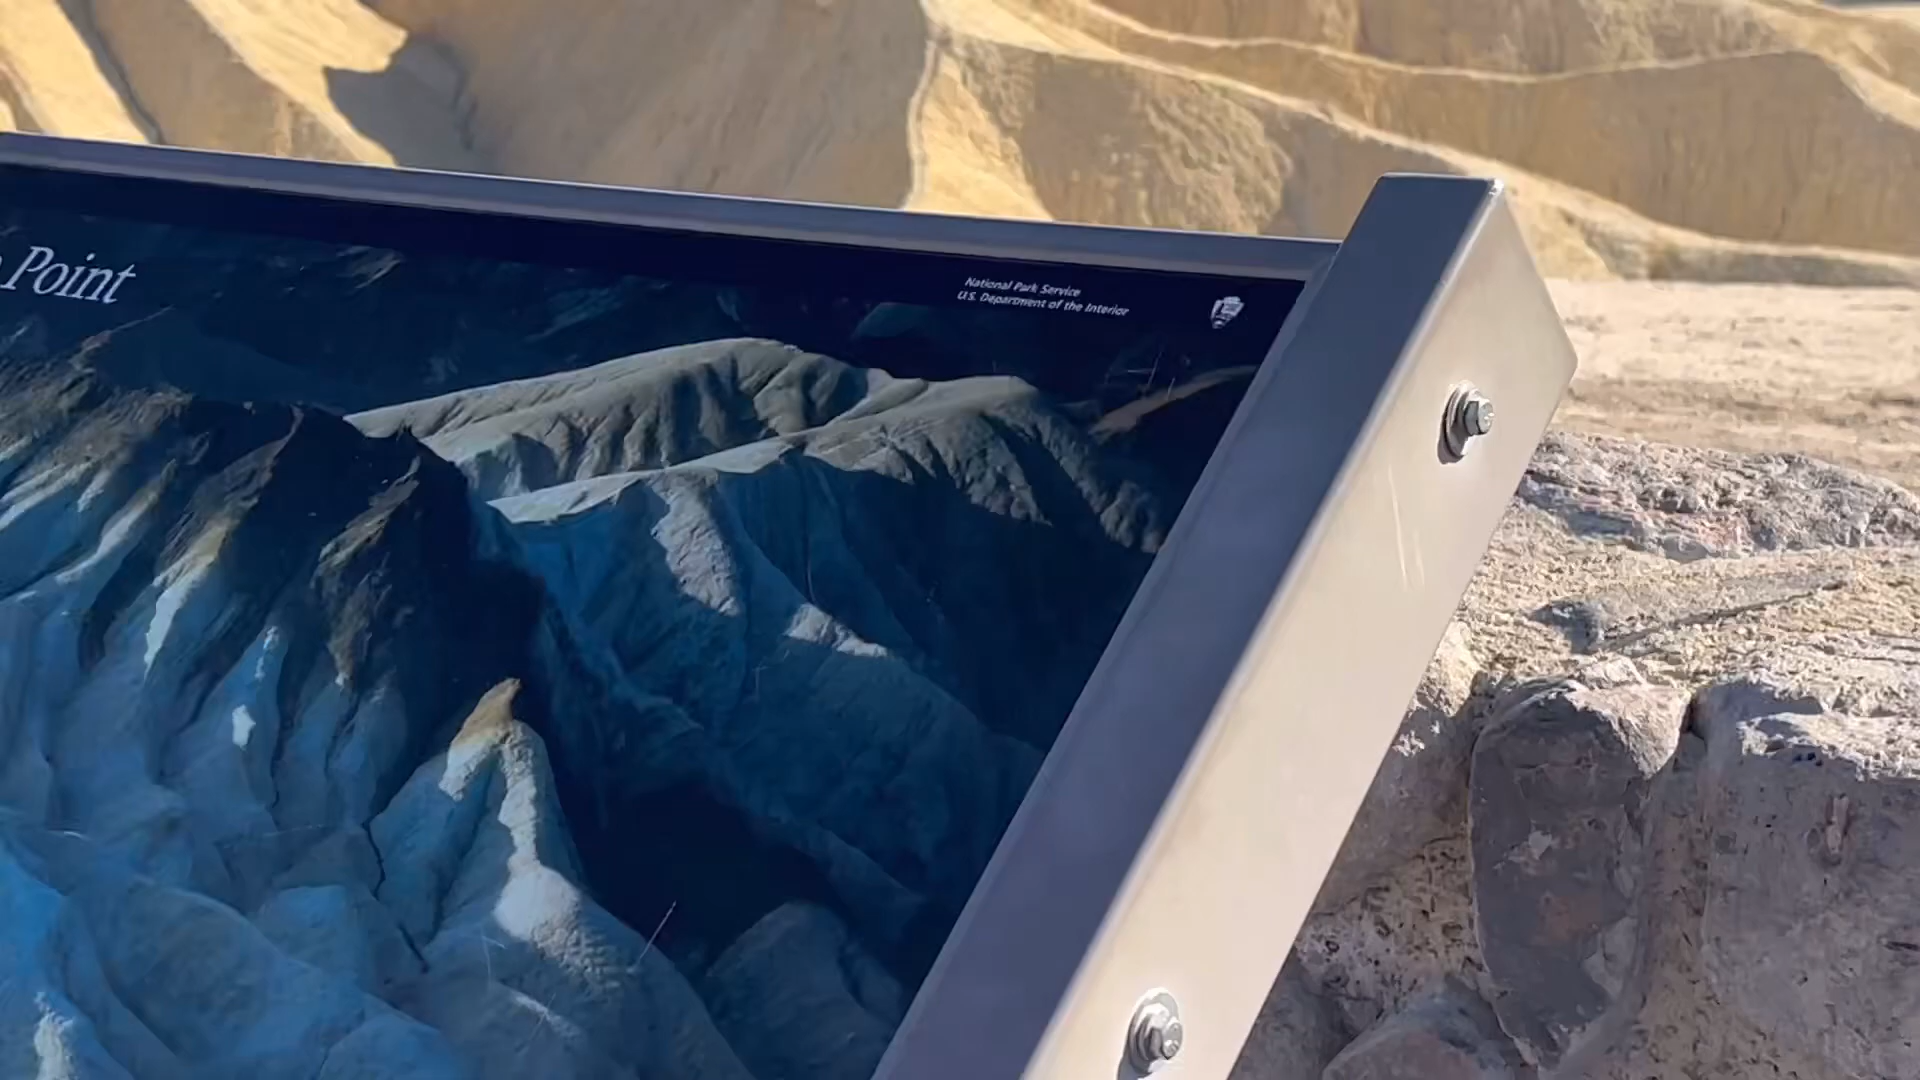 Point
National Park Service
U.S. Department of the Interior